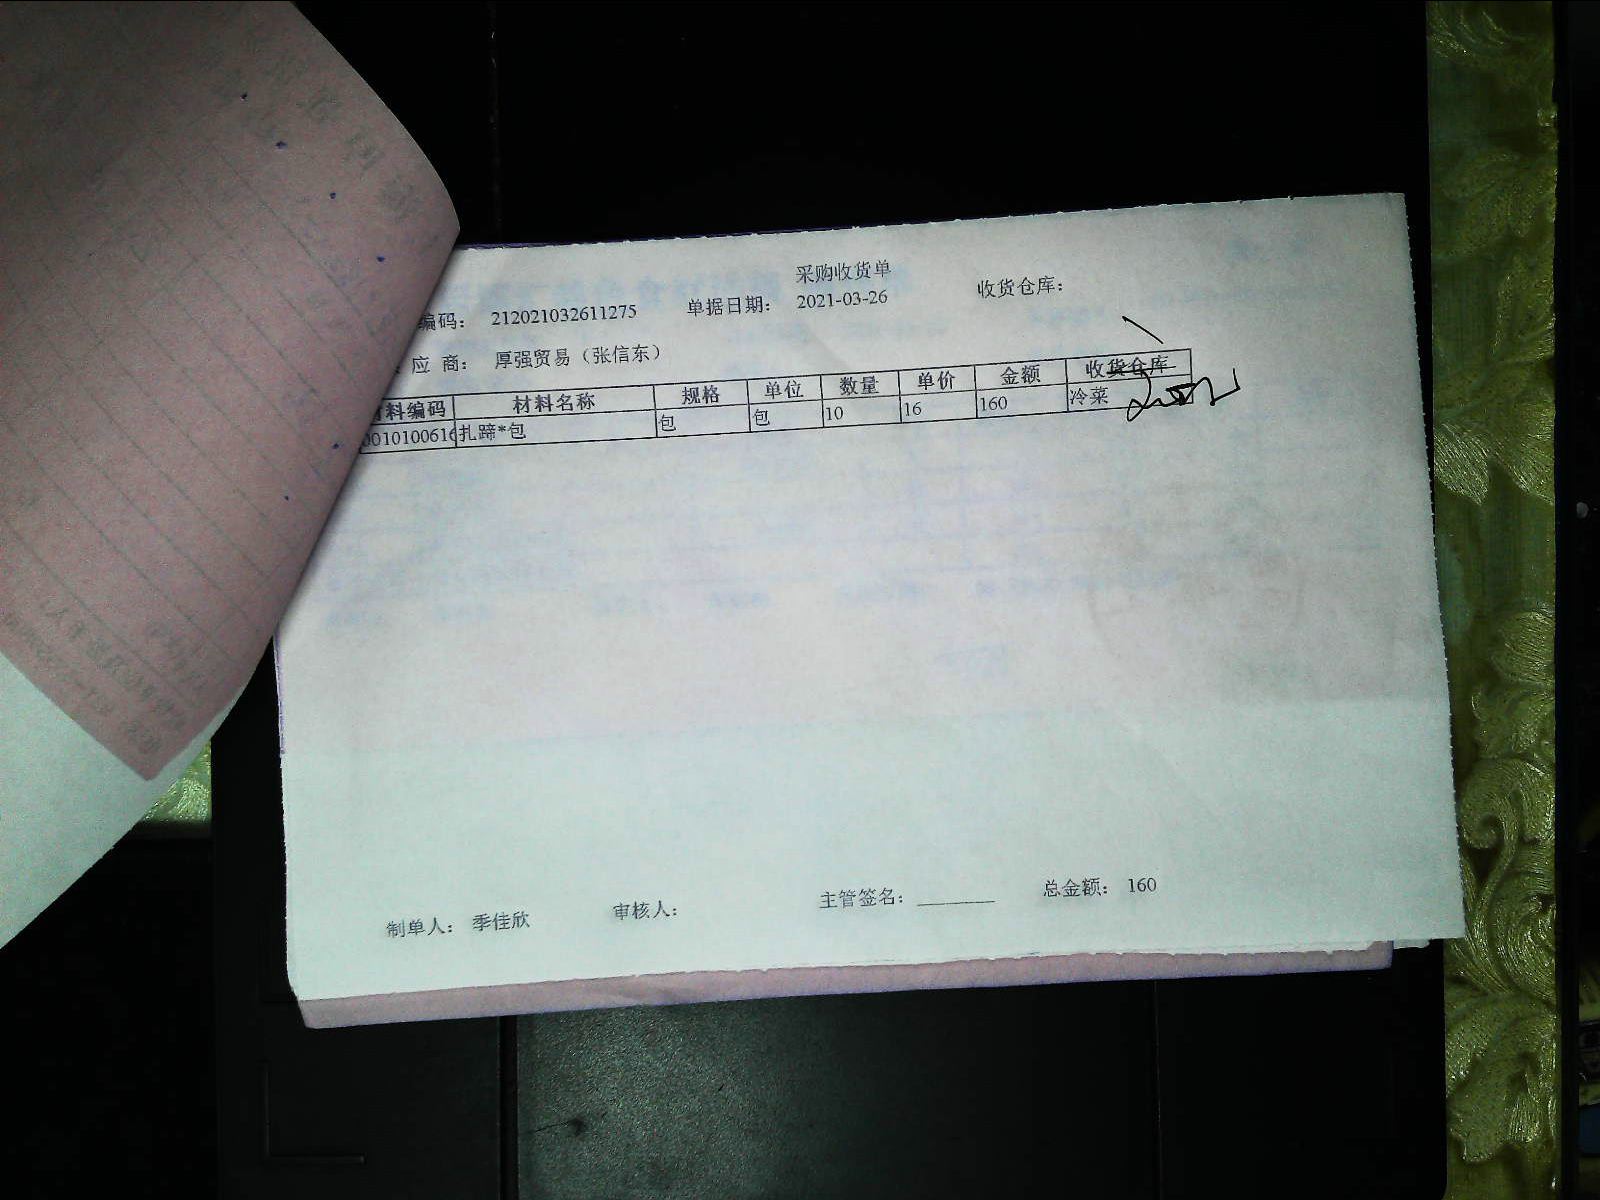 采购收货单
编码： 212021032611275 单据日期： 2021-03-26 收货仓库：
应 商： 厚强贸易（张信东）
料编码 材料名称 规格 单位 数量 单价 金额 收货仓库
0010100616 扎蹄*包 包 包 10 16 160 冷菜
制单人： 季佳欣 审核人： 主管签名： 总金额： 160